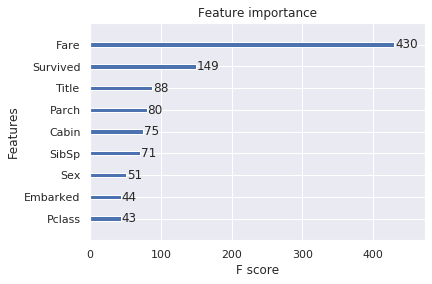 Feature importance
Features
Fare 430
Survived 149
Title 88
Parch 80
Cabin 75
SibSp 71
Sex 51
Embarked 44
Pclass 43
0 100 200 300 400
F score